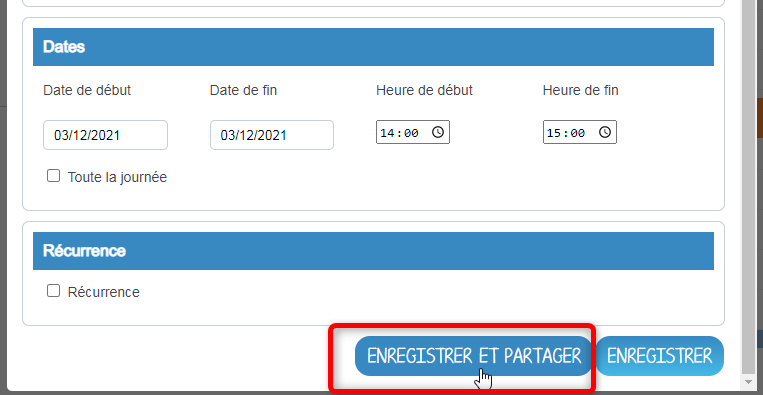 Dates
Date de début Date de fin Heure de début Heure de fin
03/12/2021 03/12/2021 14:00 15:00
Toute la journée
Récurrence
Récurrence
ENREGISTRER ET PARTAGER ENREGISTRER